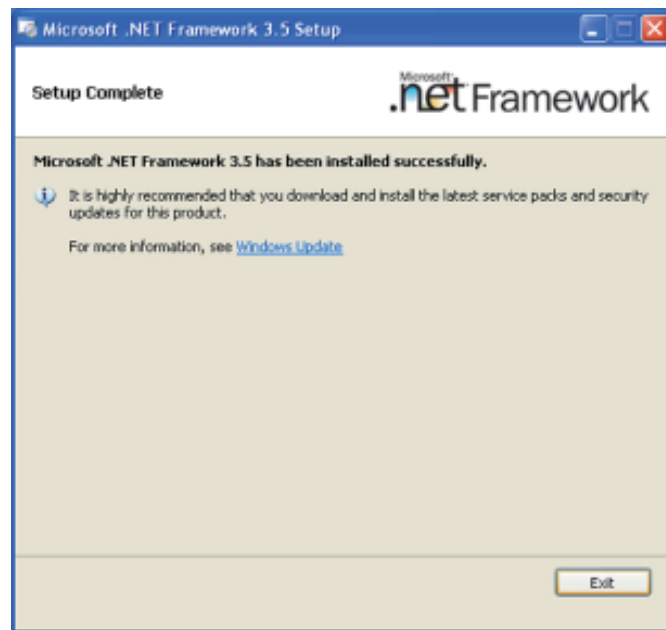 Microsoft .NET Framework 3.5 Setup
Setup Complete
Microsoft
.net Framework
Microsoft .NET Framework 3.5 has been installed successfully.
It is highly recommended that you download and install the latest service packs and security
updates for this product.
For more information, see Windows Update
Exit